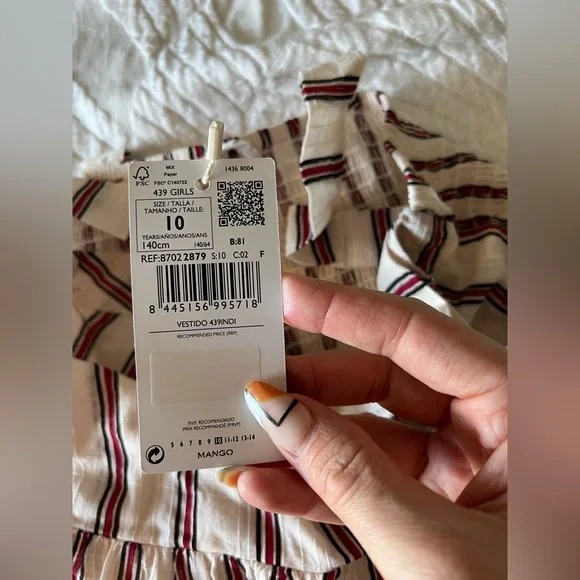 MIX
Paper
FSC
FSC® C140722
1436 8004
439 GIRLS
SIZE / TALLA /
TAMANHO / TAILLE:
10
YEARS/AÑOS/ANOS/ANS
140cm 140/64
B:81
REF:87022879 S:10 C:02 F
8 445156 995718
VESTIDO 439INDI
RECOMMENDED PRICE (RRP)
P.V.P. RECOMENDADO
PRIX RECOMMANDÉ (P.R.V.P)
5 6 7 8 9 10 11-12 13-14
MANGO